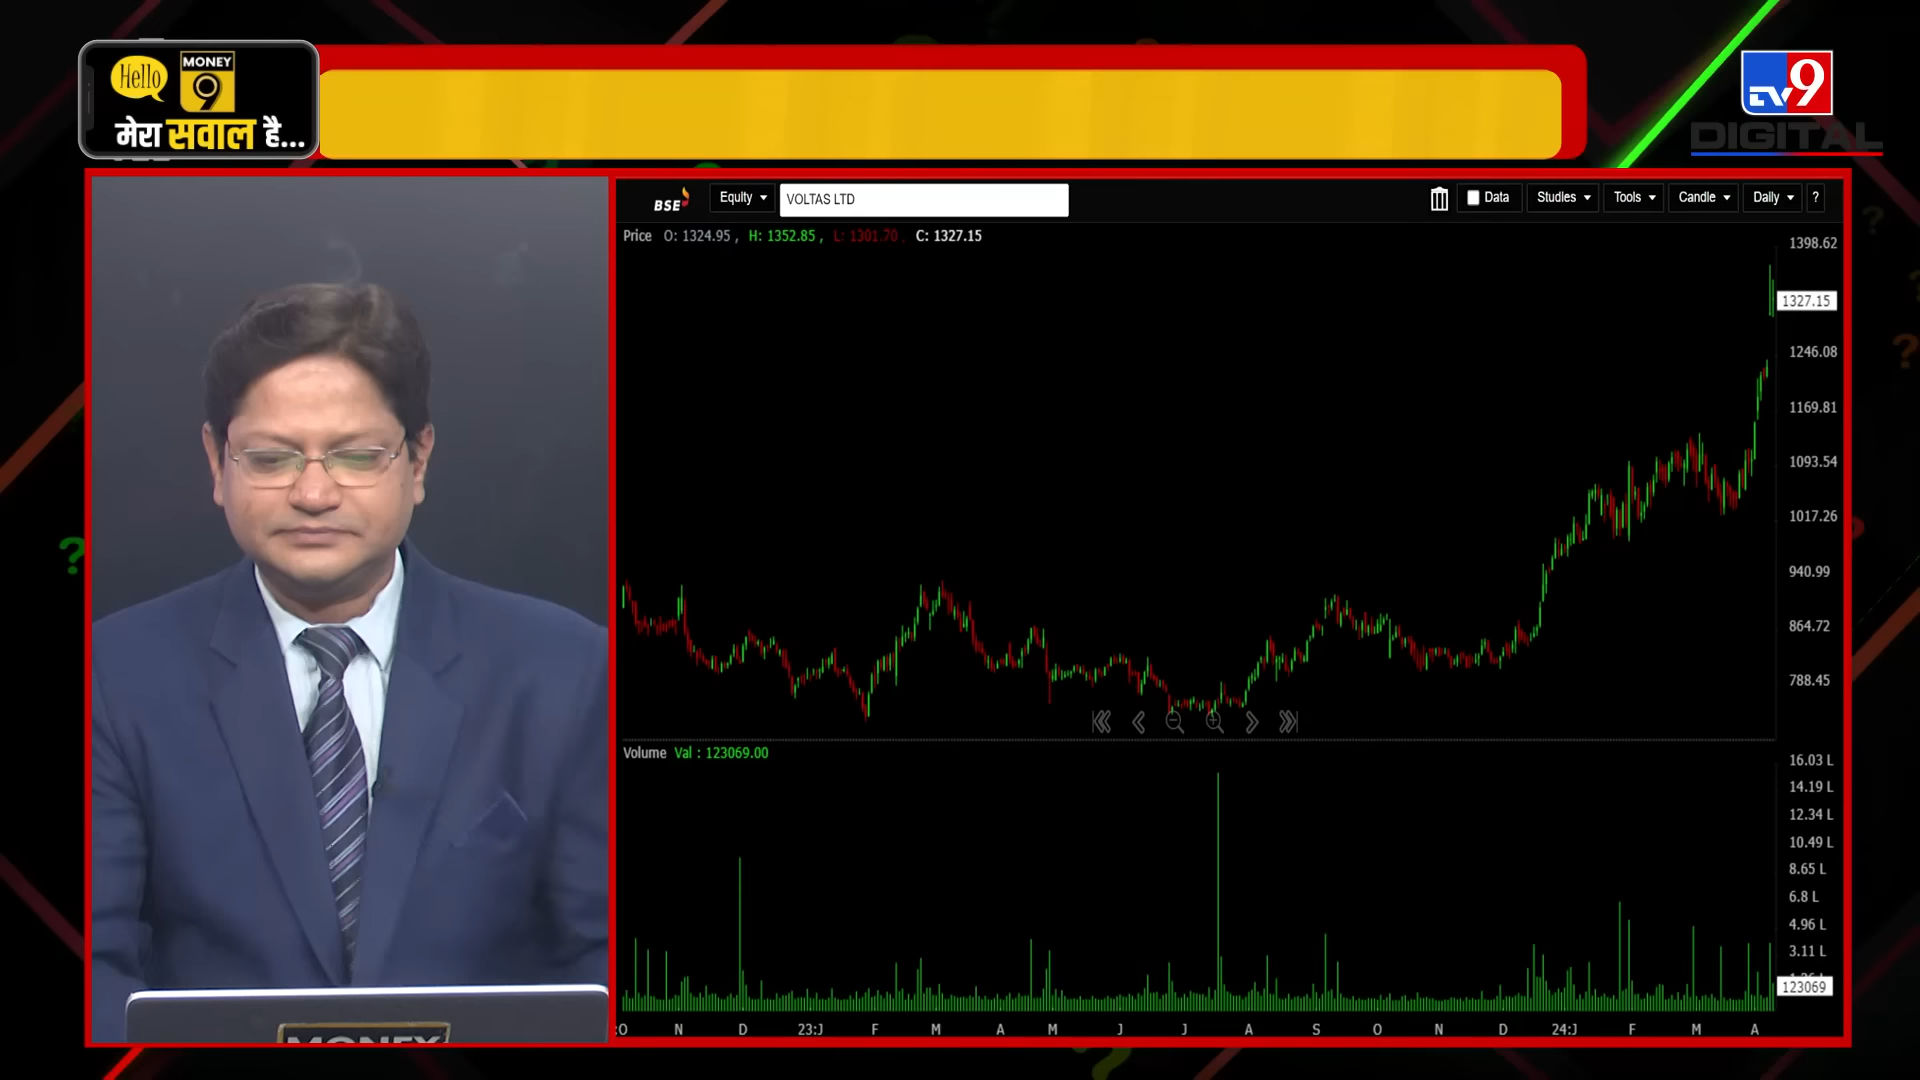 Hello
MONEY
9
मेरा सवाल है...
TV9
DIGITAL
BSE
Equity
VOLTAS LTD
Data
Studies
Tools
Candle
Daily
?
Price O: 1324.95 , H: 1352.85 , L: 1301.70 , C: 1327.15
1398.62
1327.15
1246.08
1169.81
1093.54
1017.26
940.99
864.72
788.45
Volume Val : 123069.00
16.03 L
14.19 L
12.34 L
10.49 L
8.65 L
6.8 L
4.96 L
3.11 L
123069
O N D 23:J F M A M J J A S O N D 24:J F M A
MONEY